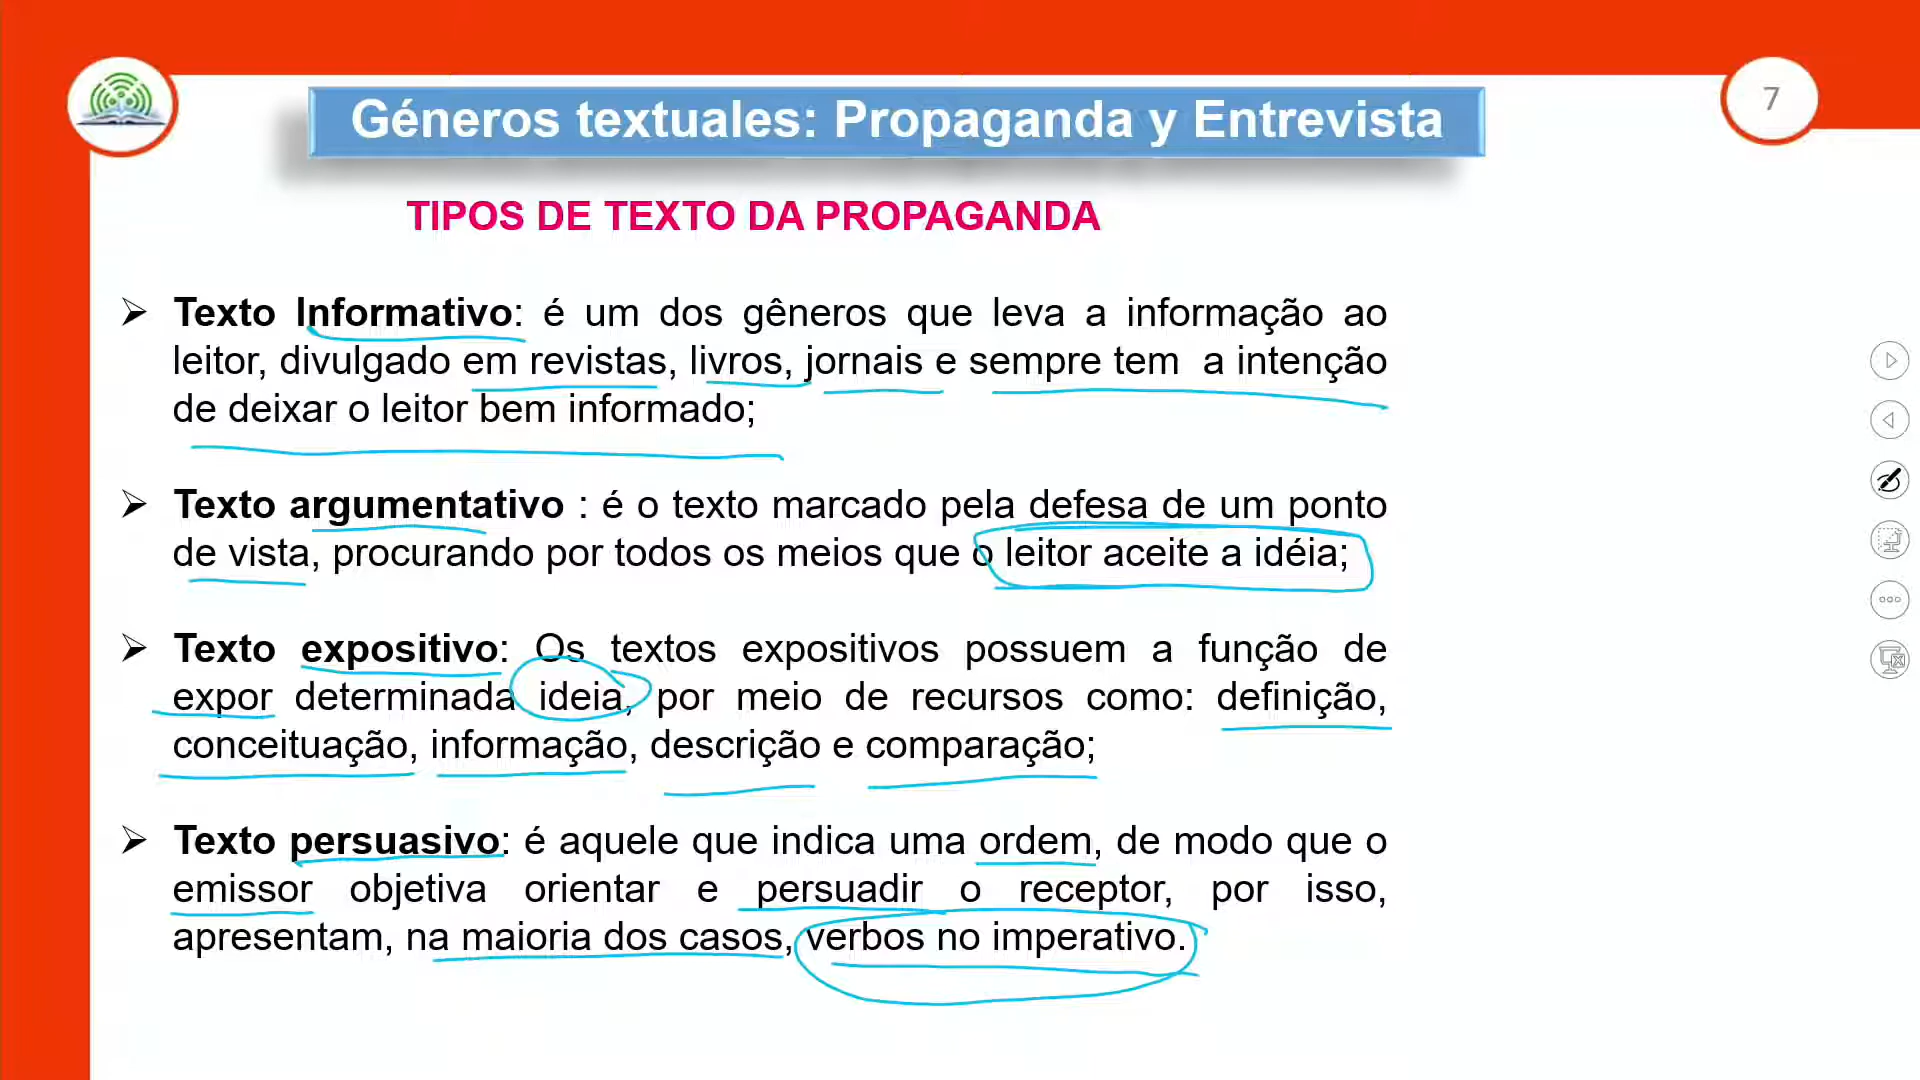 Géneros textuales: Propaganda y Entrevista
7
TIPOS DE TEXTO DA PROPAGANDA
➢ Texto Informativo: é um dos gêneros que leva a informação ao
leitor, divulgado em revistas, livros, jornais e sempre tem a intenção
de deixar o leitor bem informado;
➢ Texto argumentativo : é o texto marcado pela defesa de um ponto
de vista, procurando por todos os meios que o leitor aceite a idéia;
➢ Texto expositivo: Os textos expositivos possuem a função de
expor determinada ideia, por meio de recursos como: definição,
conceituação, informação, descrição e comparação;
➢ Texto persuasivo: é aquele que indica uma ordem, de modo que o
emissor objetiva orientar e persuadir o receptor, por isso,
apresentam, na maioria dos casos, verbos no imperativo.